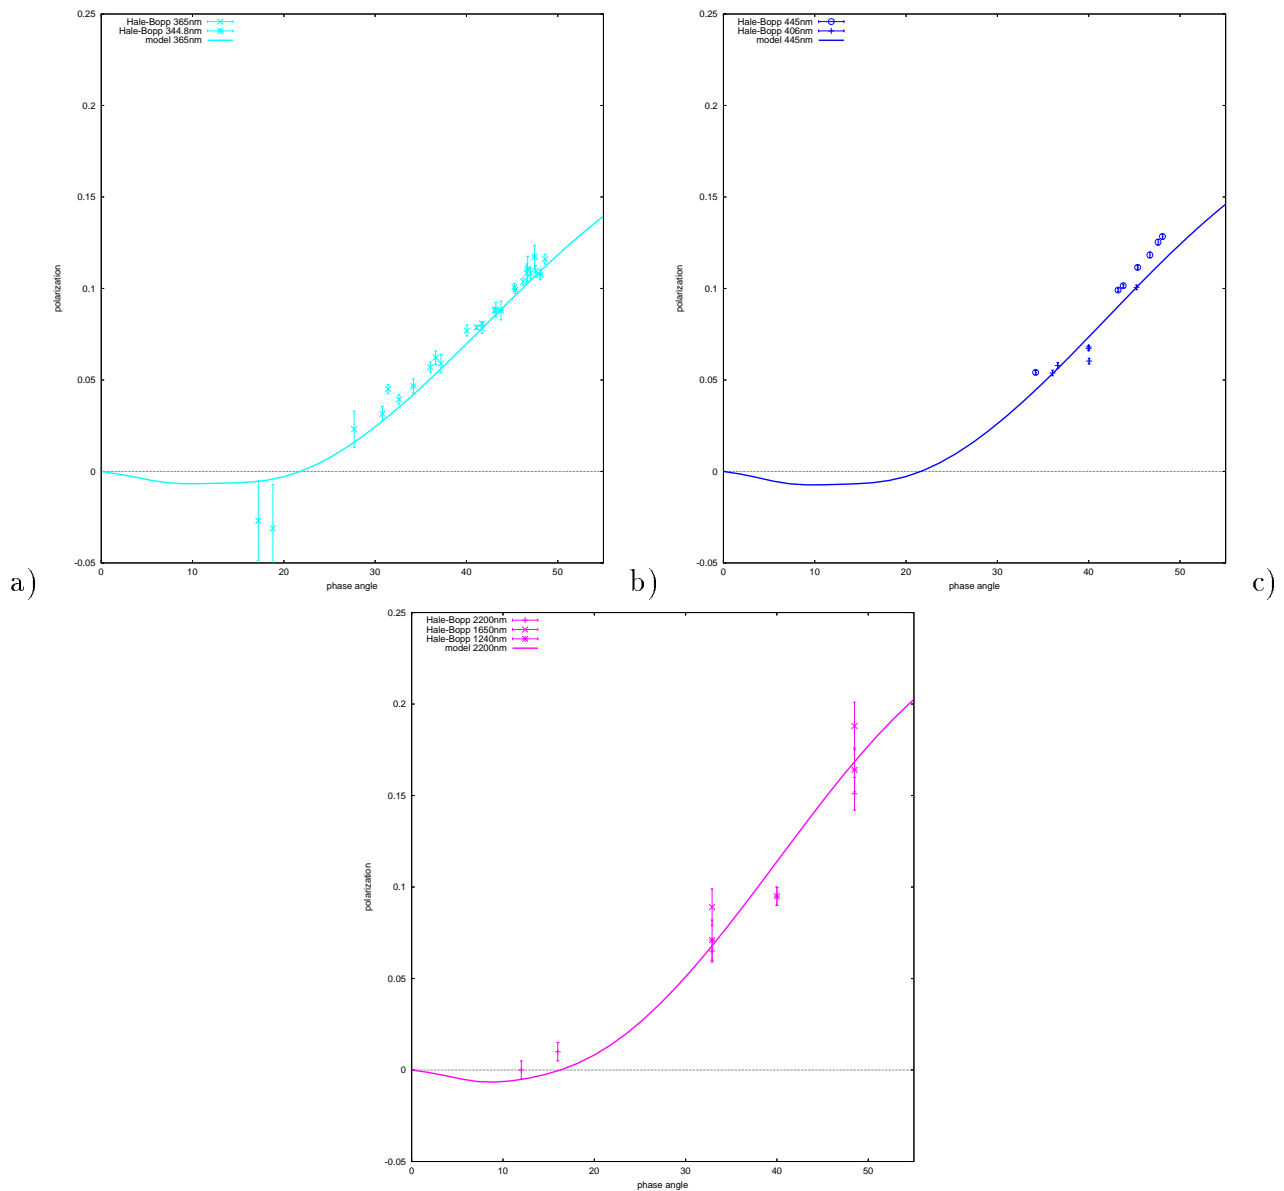 Hale-Bopp 365nm
Hale-Bopp 344.8nm
model 365nm
0.25
0.2
0.15
0.1
0.05
0
-0.05
polarization
0 10 20 30 40 50
phase angle
a)
Hale-Bopp 445nm
Hale-Bopp 406nm
model 445nm
0.25
0.2
0.15
0.1
0.05
0
-0.05
polarization
0 10 20 30 40 50
phase angle
b)
c)
Hale-Bopp 2200nm
Hale-Bopp 1650nm
Hale-Bopp 1240nm
model 2200nm
0.25
0.2
0.15
0.1
0.05
0
-0.05
polarization
0 10 20 30 40 50
phase angle